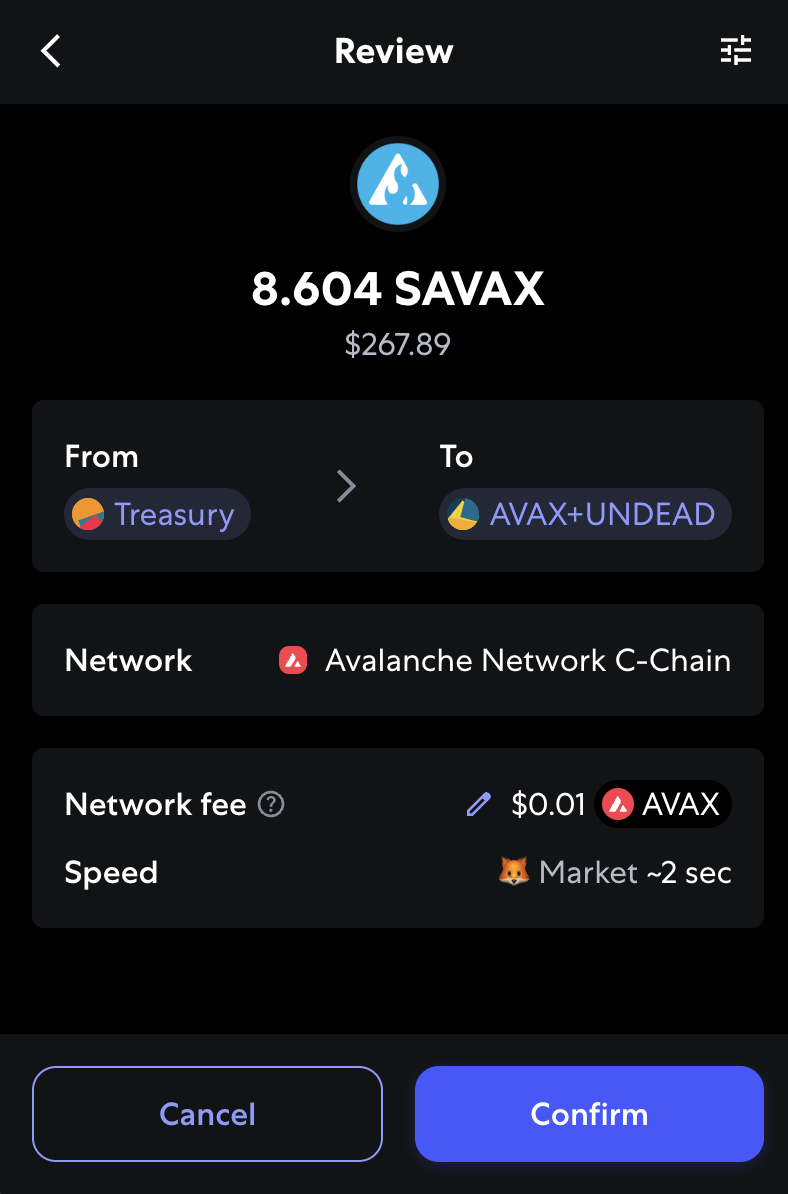 Review
8.604 SAVAX
$267.89
From
To
Treasury
AVAX+UNDEAD
Network
Avalanche Network C-Chain
Network fee
$0.01 AVAX
Speed
Market ~2 sec
Cancel
Confirm